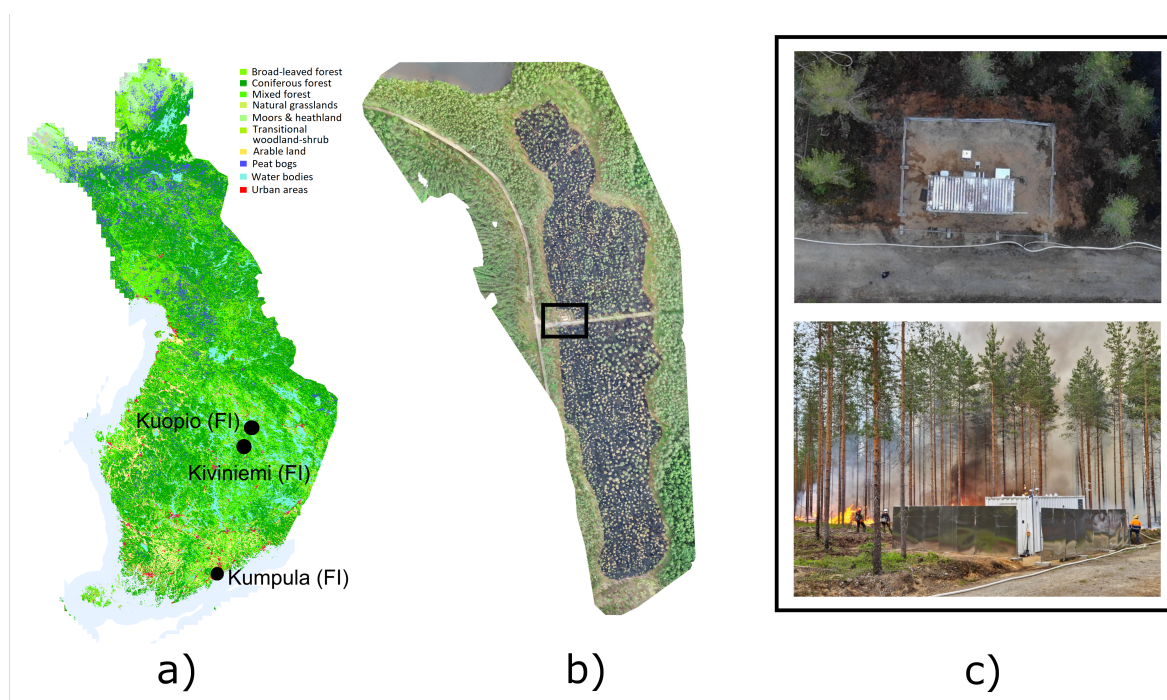 Broad-leaved forest
Coniferous forest
Mixed forest
Natural grasslands
Moors & heathland
Transitional
woodland-shrub
Arable land
Peat bogs
Water bodies
Urban areas
Kuopio (FI)
Kiviniemi (FI)
Kumpula (FI)
a)
b)
c)